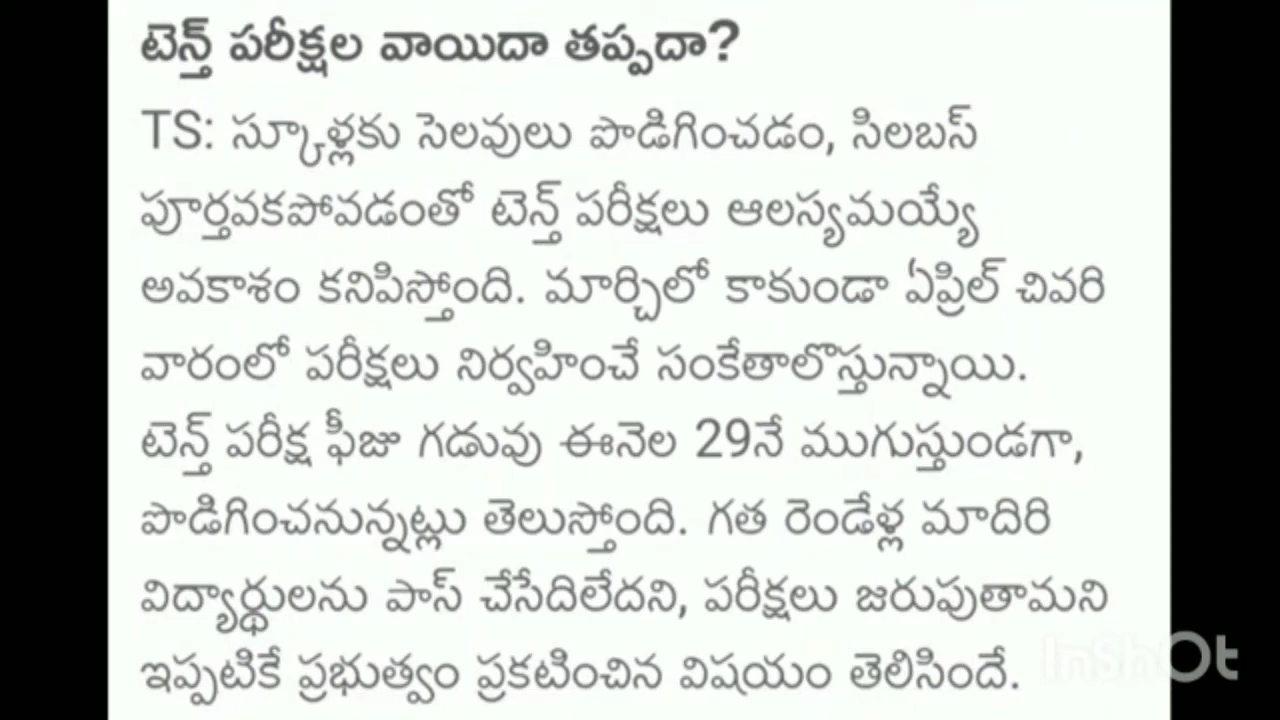 టెన్త్ పరీక్షల వాయిదా తప్పదా?
TS: స్కూళ్లకు సెలవులు పొడిగించడం, సిలబస్
పూర్తవకపోవడంతో టెన్త్ పరీక్షలు ఆలస్యమయ్యే
అవకాశం కనిపిస్తోంది. మార్చిలో కాకుండా ఏప్రిల్ చివరి
వారంలో పరీక్షలు నిర్వహించే సంకేతాలొస్తున్నాయి.
టెన్త్ పరీక్ష ఫీజు గడువు ఈనెల 29నే ముగుస్తుండగా,
పొడిగించనున్నట్లు తెలుస్తోంది. గత రెండేళ్ల మాదిరి
విద్యార్థులను పాస్ చేసేదిలేదని, పరీక్షలు జరుపుతామని
ఇప్పటికే ప్రభుత్వం ప్రకటించిన విషయం తెలిసిందే.
InShOt